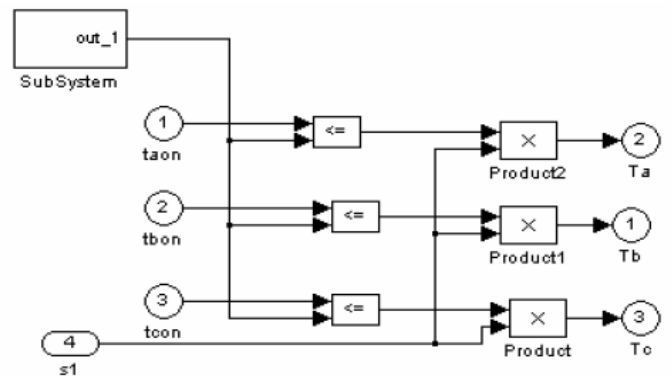 out_1
SubSystem
1
taon
<=
×
Product2
2
Ta
2
tbon
<=
×
Product1
1
Tb
3
tcon
<=
×
Product
3
Tc
4
s1